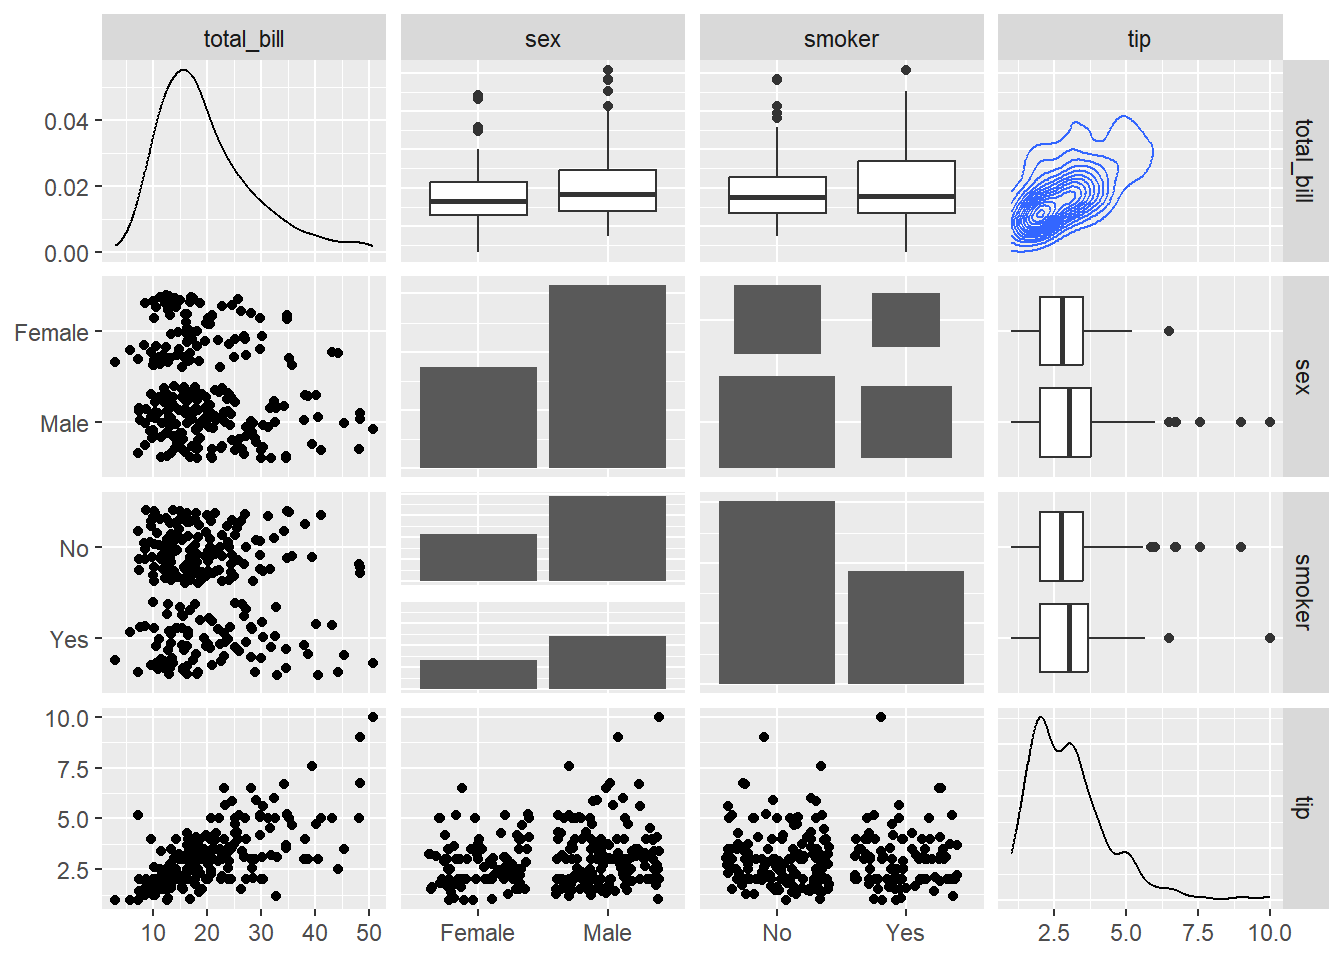 total_bill sex smoker tip
0.04
0.02
0.00
total_bill
Female
Male
sex
No
Yes
smoker
10.0
7.5
5.0
2.5
tip
10 20 30 40 50 Female Male No Yes 2.5 5.0 7.5 10.0